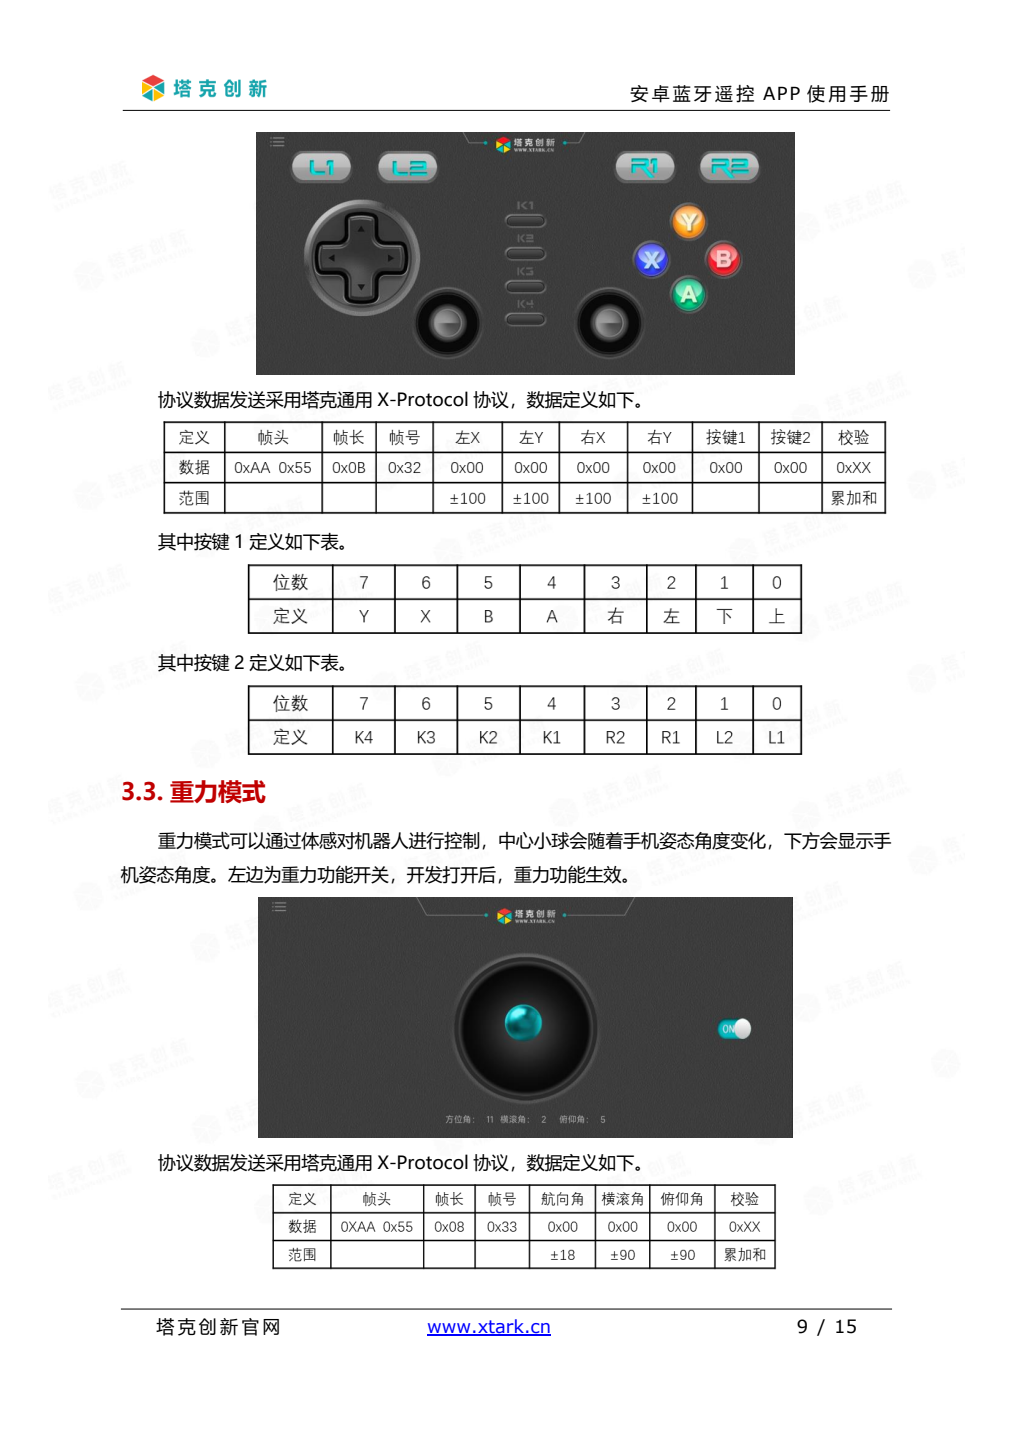 塔克创新
安卓蓝牙遥控 APP 使用手册
塔克创新
WWW.XTARK.CN
L1 L2 R1 R2
K1
K2
K3
K4
Y
X B
A
协议数据发送采用塔克通用 X-Protocol 协议，数据定义如下。
定义 帧头 帧长 帧号 左X 左Y 右X 右Y 按键1 按键2 校验
数据 0xAA 0x55 0x0B 0x32 0x00 0x00 0x00 0x00 0x00 0x00 0xXX
范围 ±100 ±100 ±100 ±100 累加和
其中按键 1 定义如下表。
位数 7 6 5 4 3 2 1 0
定义 Y X B A 右 左 下 上
其中按键 2 定义如下表。
位数 7 6 5 4 3 2 1 0
定义 K4 K3 K2 K1 R2 R1 L2 L1
3.3. 重力模式
重力模式可以通过体感对机器人进行控制，中心小球会随着手机姿态角度变化，下方会显示手
机姿态角度。左边为重力功能开关，开发打开后，重力功能生效。
塔克创新
WWW.XTARK.CN
ON
方位角： 11 横滚角： 2 俯仰角： 5
协议数据发送采用塔克通用 X-Protocol 协议，数据定义如下。
定义 帧头 帧长 帧号 航向角 横滚角 俯仰角 校验
数据 0XAA 0x55 0x08 0x33 0x00 0x00 0x00 0xXX
范围 ±18 ±90 ±90 累加和
塔克创新官网 www.xtark.cn 9 / 15